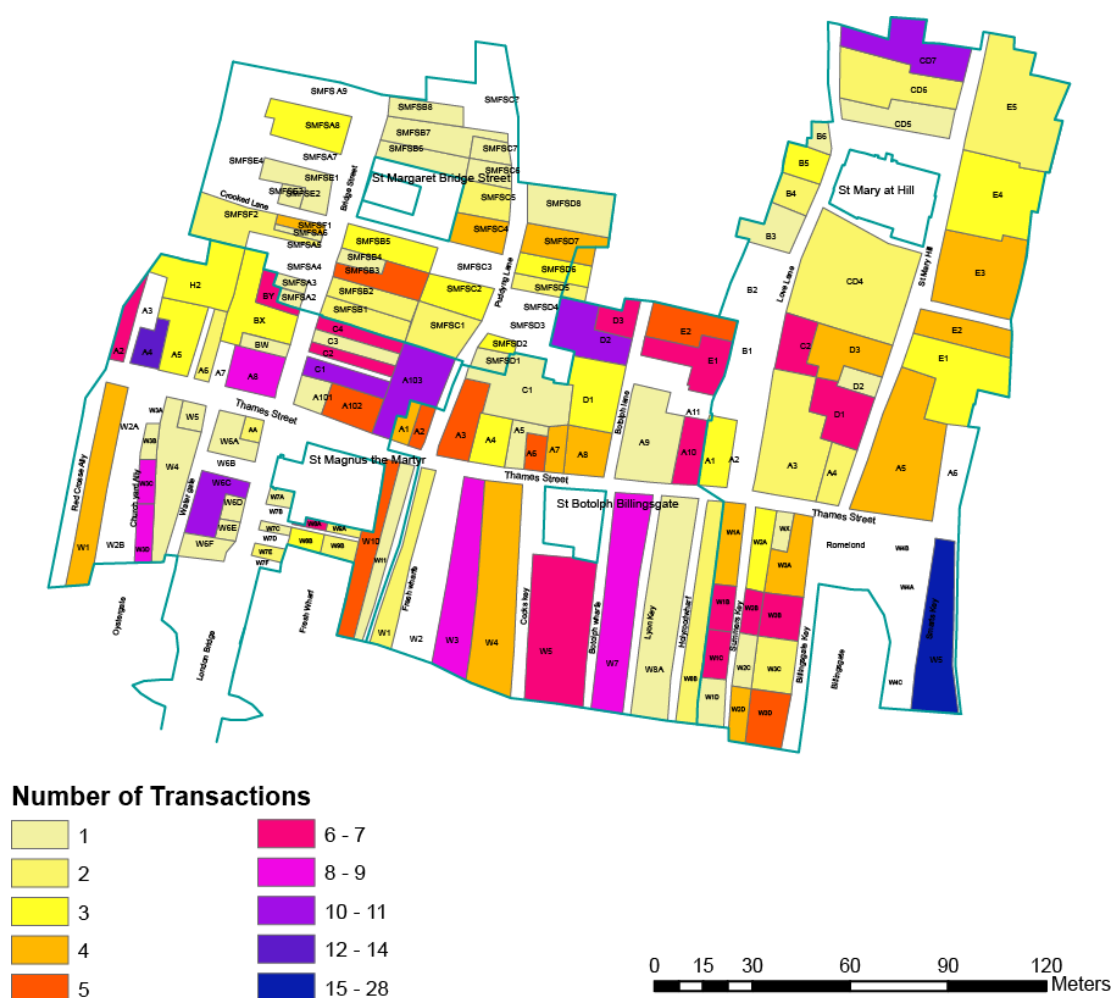 CD7
CD6
CD5
E5
SMFS A9
SMFSC7
SMFSB8
SMFSA8
SMFSB7
SMFSB6
SMFSC7
SMFSC6
B6
B5
B4
B3
St Mary at Hill
E4
SMFSE4
SMFSA7
SMFSE1
SMFSE2
St Margaret Bridge Street
Bridge Street
Crooked Lane
SMFSF2
SMFSF1
SMFSA6
SMFSA5
SMFSC5
SMFSD8
SMFSC4
SMFSD7
SMFSB5
SMFSB4
SMFSB3
SMFSC3
SMFSD6
SMFSD5
SMFSA4
SMFSA3
SMFSA2
SMFSB2
SMFSB1
SMFSC2
SMFSC1
Puddyng Lane
SMFSD4
SMFSD3
SMFSD2
SMFSD1
St Mary Hill
Love Lane
CD4
E3
B2
B1
H2
BY
BX
BW
A3
A2
A4
A5
A6
A7
A8
C4
C3
C2
C1
A101
A102
A103
D3
D2
E2
E1
C2
D3
D2
D1
E2
E1
A1
A2
A3
A4
A5
A6
A7
A8
C1
D1
Botolph lane
A9
A10
A11
A1
A2
A3
A4
A5
A6
Thames Street
Thames Street
Thames Street
St Magnus the Martyr
St Botolph Billingsgate
Romeland
Red Crosse Ally
W1
W2A
W2B
W3A
W3B
W3C
W3D
Church yard Ally
W4
W5
Water gate
W6A
AA
W6B
W6C
W6D
W6E
W6F
W7A
W7B
W7C
W7D
W7E
W7F
W8A
W8B
W9A
W9B
W10
W11
Oystergate
London Bridge
Fresh Wharf
Fresh wharfe
W1
W2
W3
W4
Cocks key
W5
Botolph wharfe
W7
Lyon Key
W8A
Holyrood wharf
W8B
W1A
W1B
W1C
W1D
Summers Key
W2A
W2B
W2C
W2D
WX
W3A
W3B
W3C
W3D
Billingsgate Key
Billingsgate
W4B
W4A
W4C
Smarts Key
W5
Number of Transactions
1
2
3
4
5
6 - 7
8 - 9
10 - 11
12 - 14
15 - 28
0 15 30 60 90 120
Meters